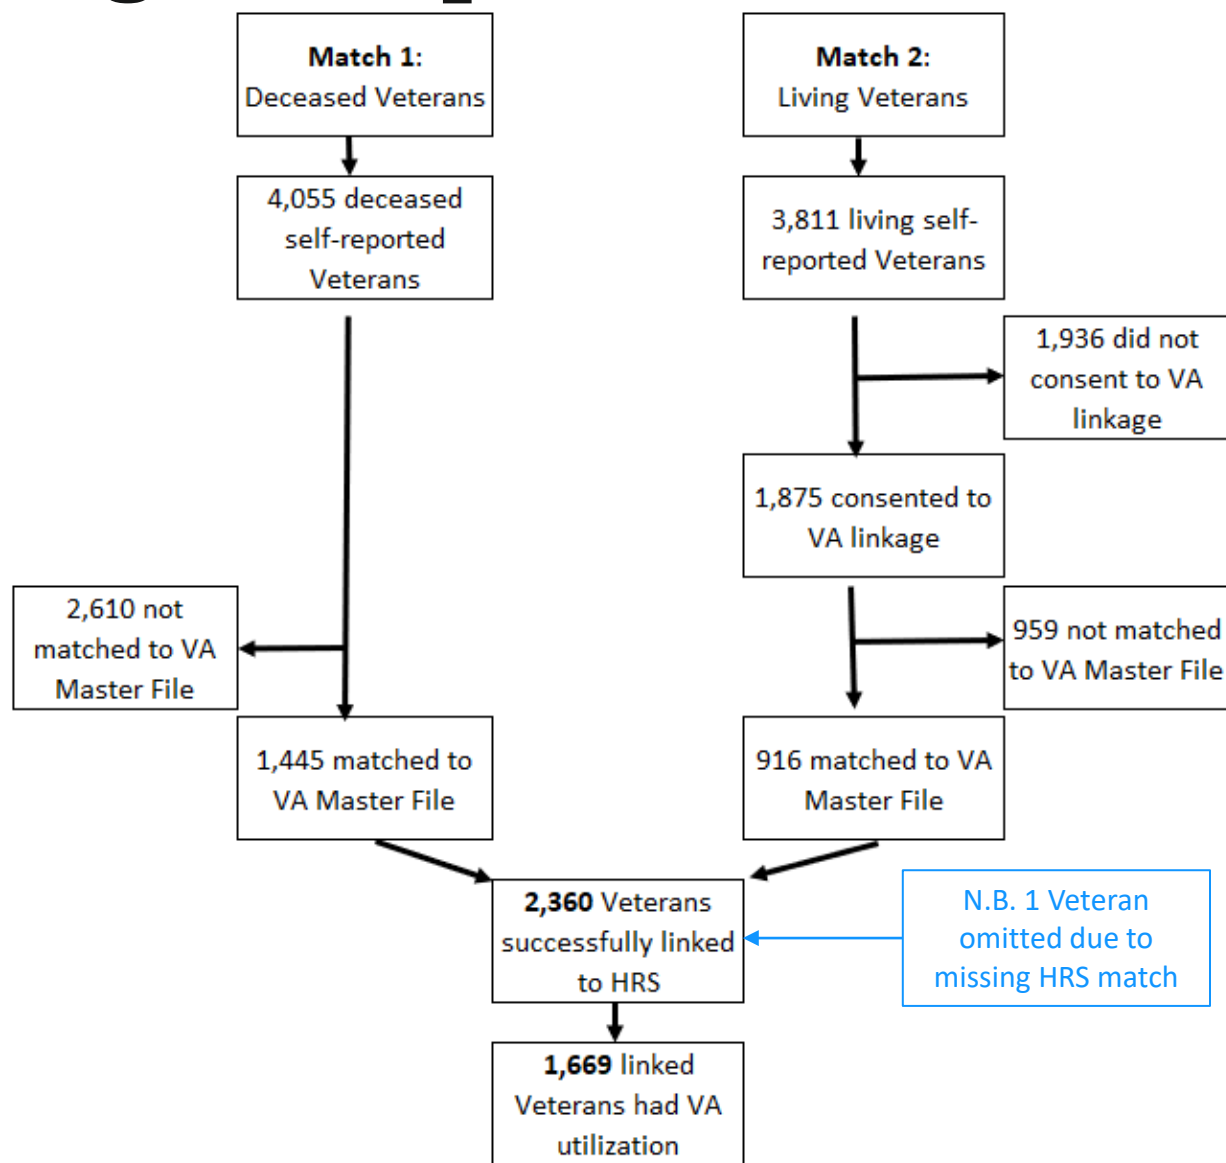 Match 1:
Deceased Veterans
Match 2:
Living Veterans
4,055 deceased
self-reported
Veterans
3,811 living self-
reported Veterans
1,936 did not
consent to VA
linkage
1,875 consented to
VA linkage
2,610 not
matched to VA
Master File
959 not matched
to VA Master File
1,445 matched to
VA Master File
916 matched to VA
Master File
2,360 Veterans
successfully linked
to HRS
N.B. 1 Veteran
omitted due to
missing HRS match
1,669 linked
Veterans had VA
utilization